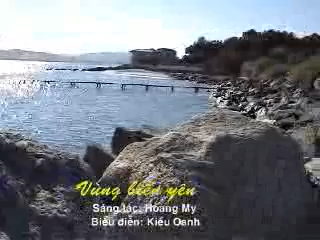 Vùng biển yên
Sáng tác: Hoàng My
Biểu diễn: Kiều Oanh